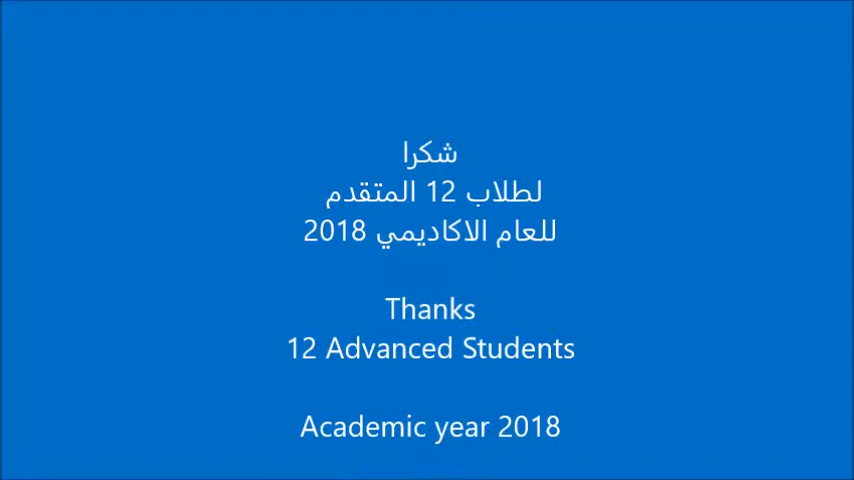 شكرا
لطلاب 12 المتقدم
للعام الاكاديمي 2018
Thanks
12 Advanced Students
Academic year 2018